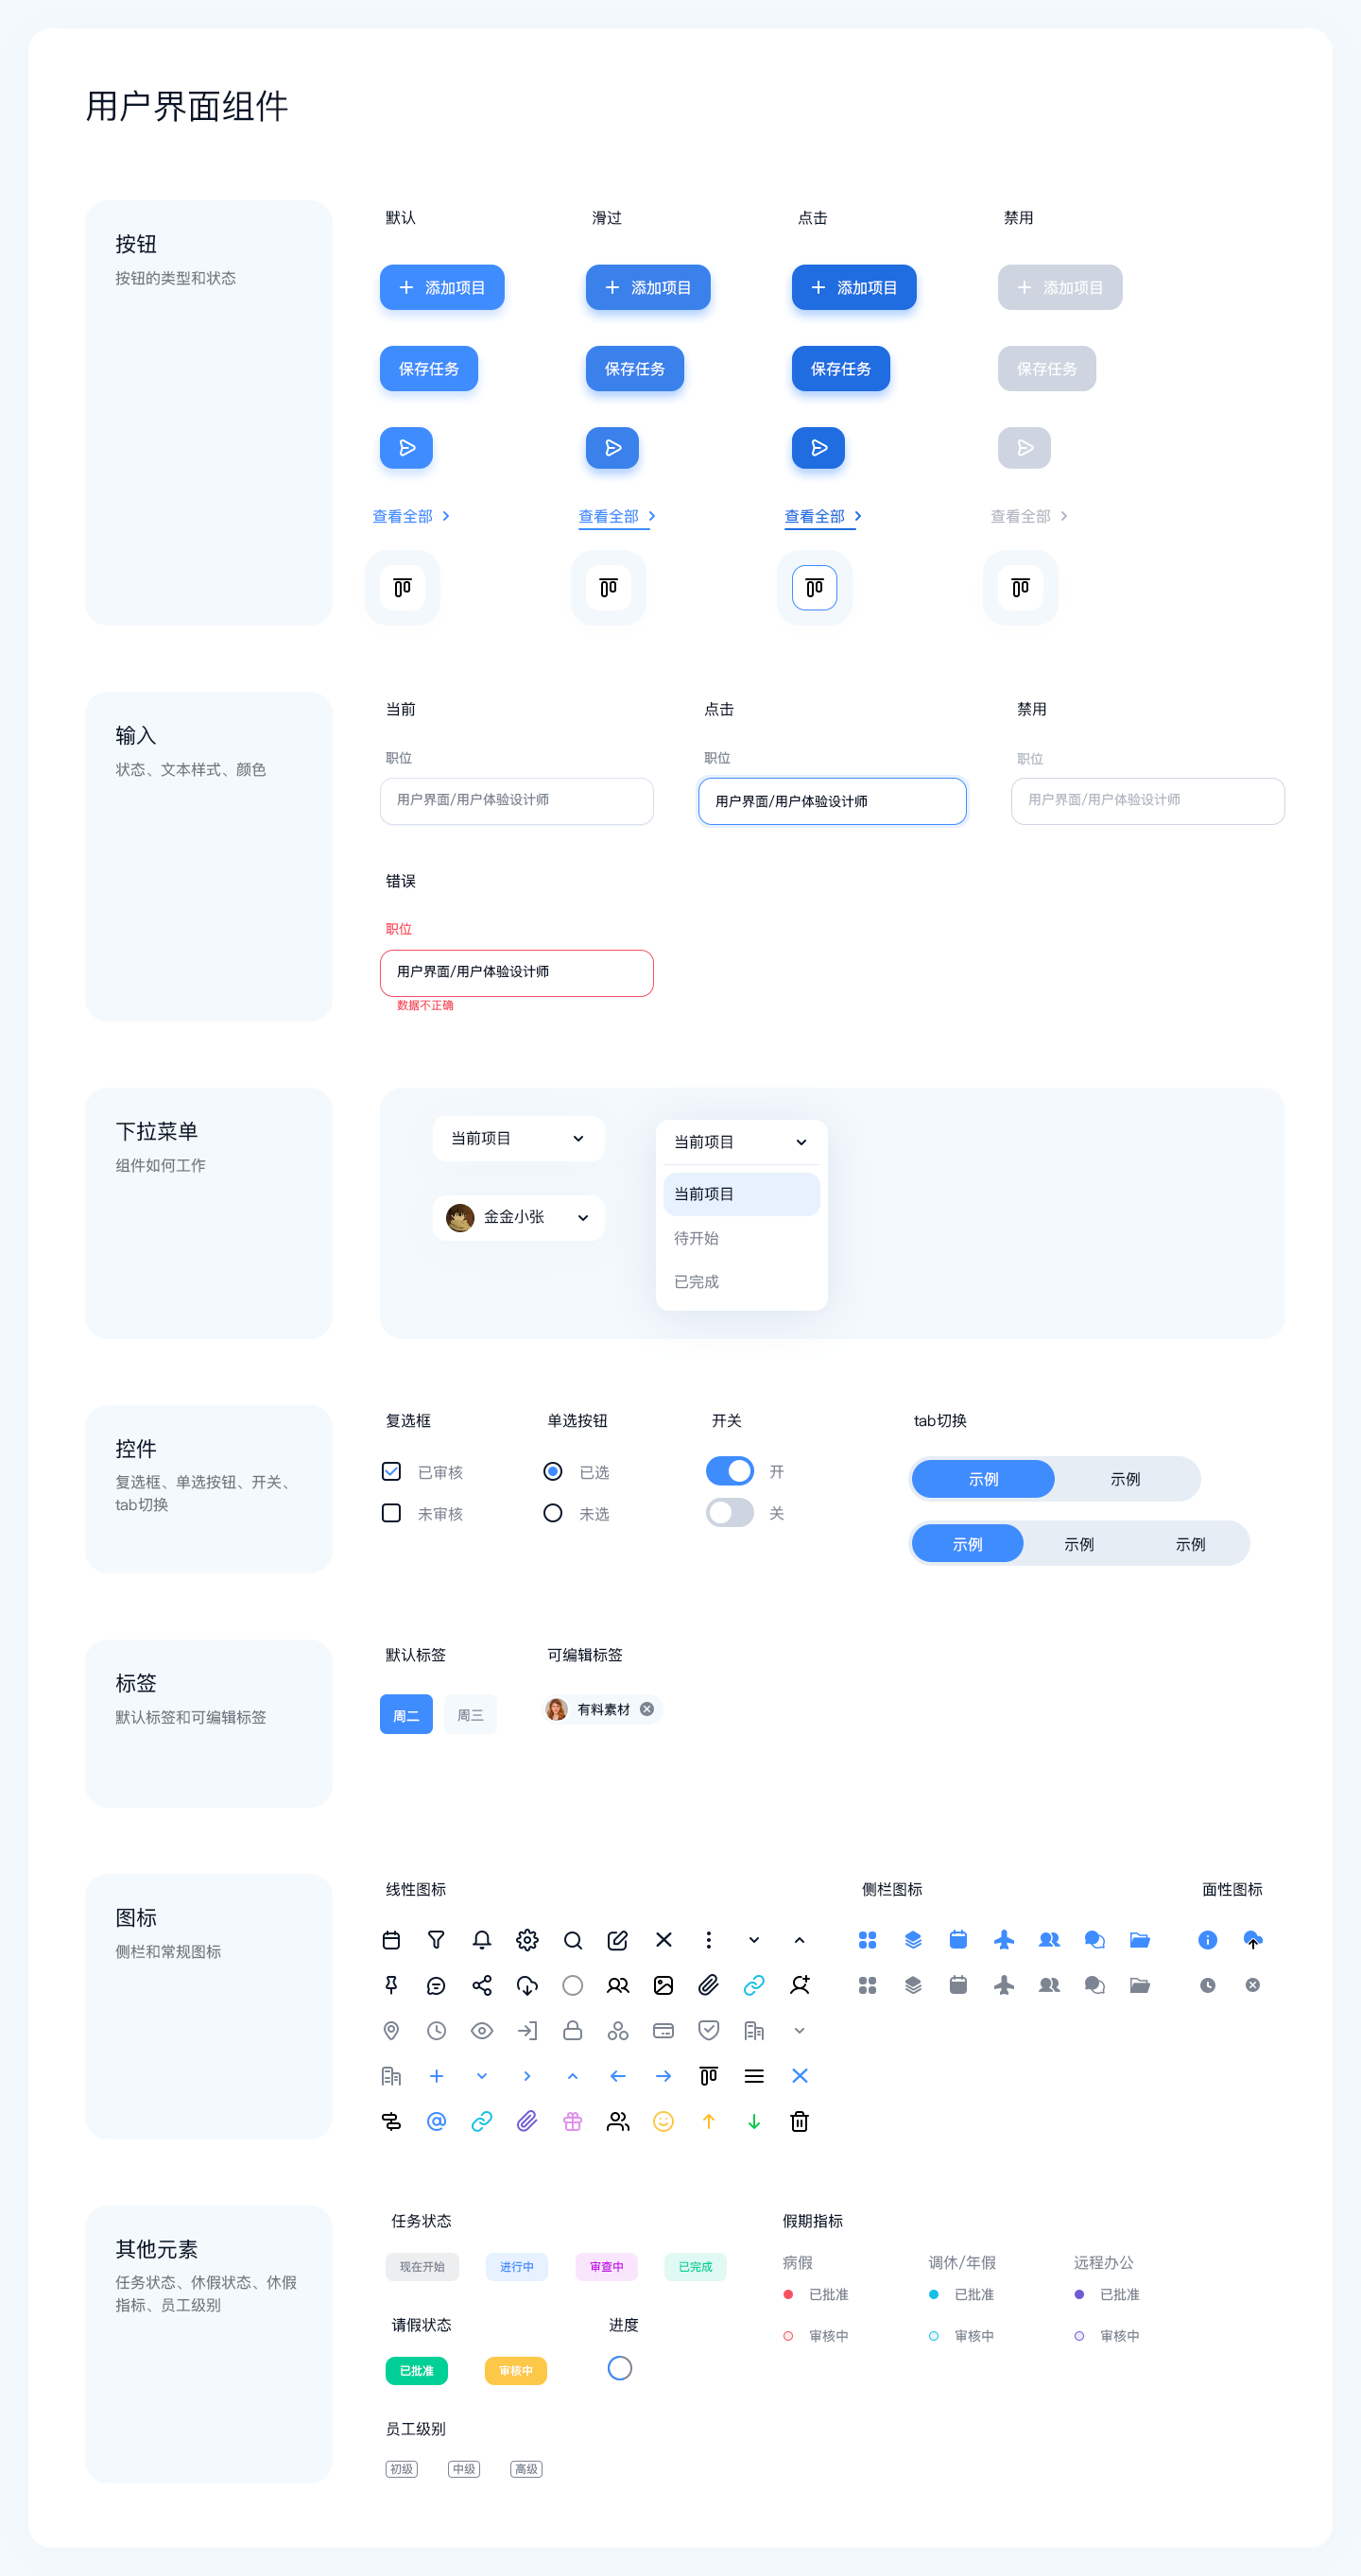 用户界面组件
按钮
按钮的类型和状态
默认
滑过
点击
禁用
添加项目
添加项目
添加项目
添加项目
保存任务
保存任务
保存任务
保存任务
查看全部
查看全部
查看全部
查看全部
输入
状态、文本样式、颜色
当前
点击
禁用
职位
职位
职位
用户界面/用户体验设计师
用户界面/用户体验设计师
用户界面/用户体验设计师
错误
职位
用户界面/用户体验设计师
数据不正确
下拉菜单
组件如何工作
当前项目
金金小张
当前项目
当前项目
待开始
已完成
控件
复选框、单选按钮、开关、
tab切换
复选框
单选按钮
开关
tab切换
已审核
已选
开
示例
示例
未审核
未选
关
示例
示例
示例
标签
默认标签和可编辑标签
默认标签
可编辑标签
周二
周三
有料素材
图标
侧栏和常规图标
线性图标
侧栏图标
面性图标
其他元素
任务状态、休假状态、休假
指标、员工级别
任务状态
现在开始
进行中
审查中
已完成
请假状态
进度
已批准
审核中
员工级别
初级
中级
高级
假期指标
病假
调休/年假
远程办公
已批准
已批准
已批准
审核中
审核中
审核中